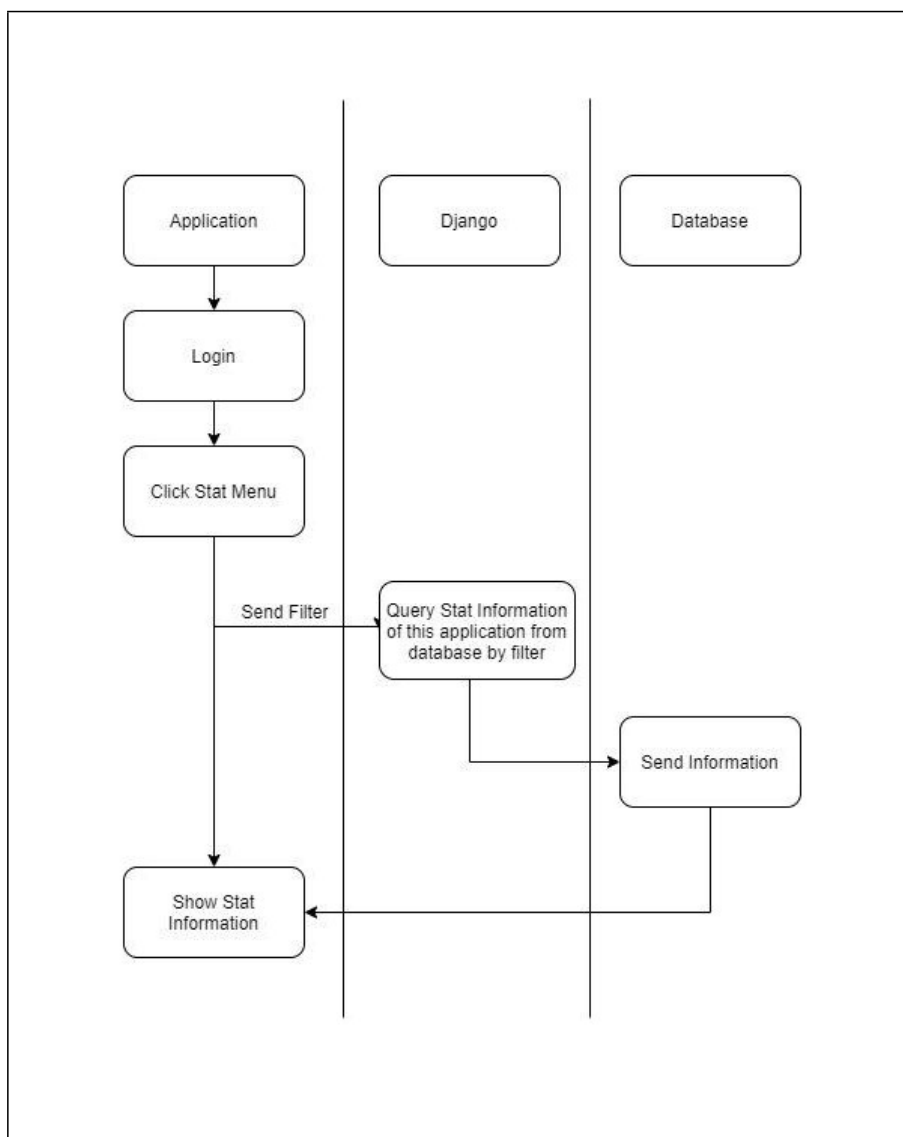 Application
Django
Database
Login
Click Stat Menu
Send Filter
Query Stat Information
of this application from
database by filter
Send Information
Show Stat
Information